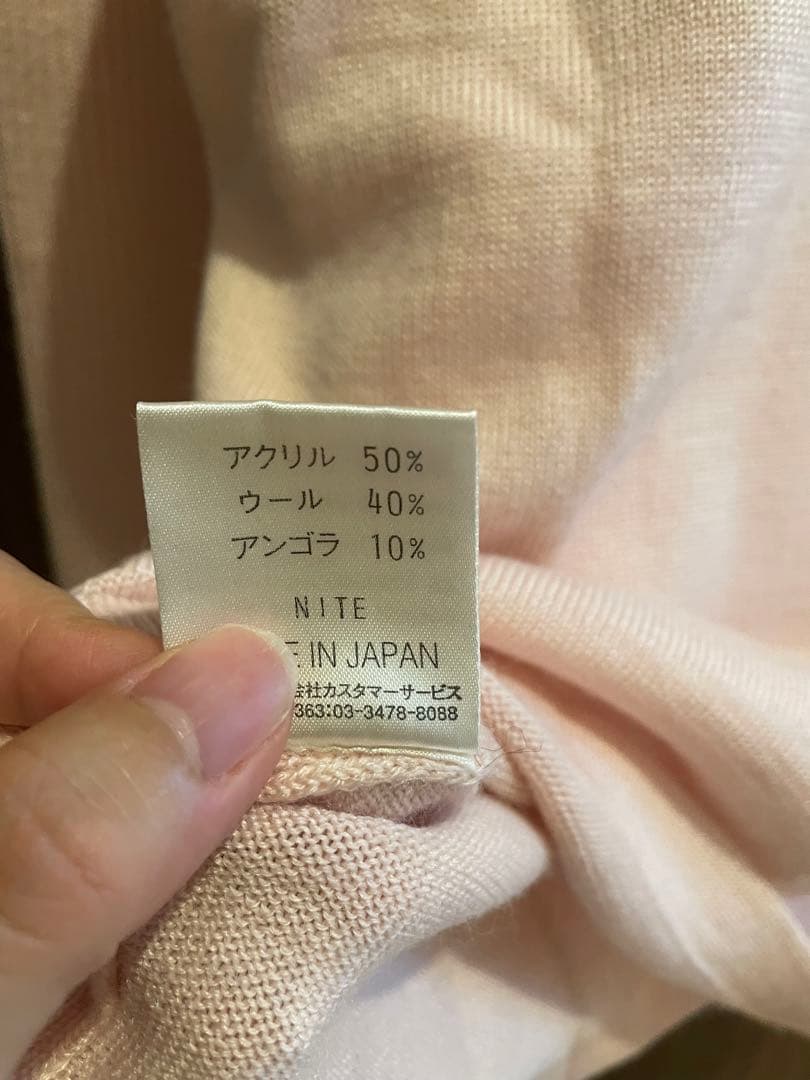 アクリル 50%
ウール 40%
アンゴラ 10%
NITE
IN JAPAN
会社カスタマーサービス
363:03-3478-8088